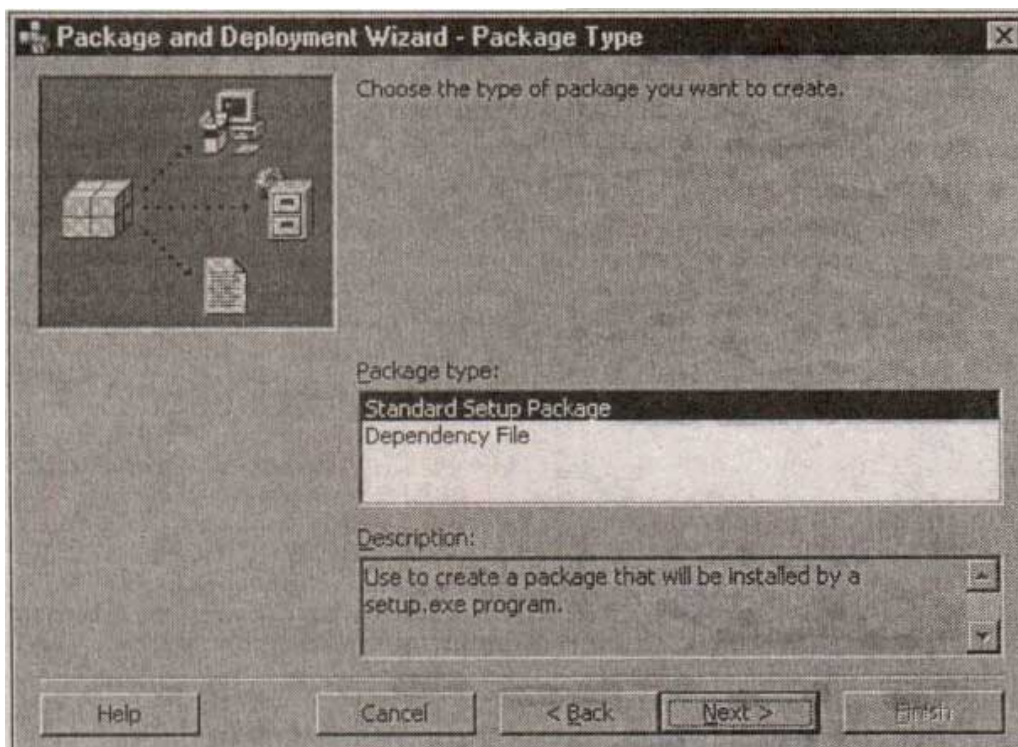 Package and Deployment Wizard - Package Type
Choose the type of package you want to create.
Package type:
Standard Setup Package
Dependency File
Description:
Use to create a package that will be installed by a
setup.exe program.
Help
Cancel
< Back
Next >
Finish